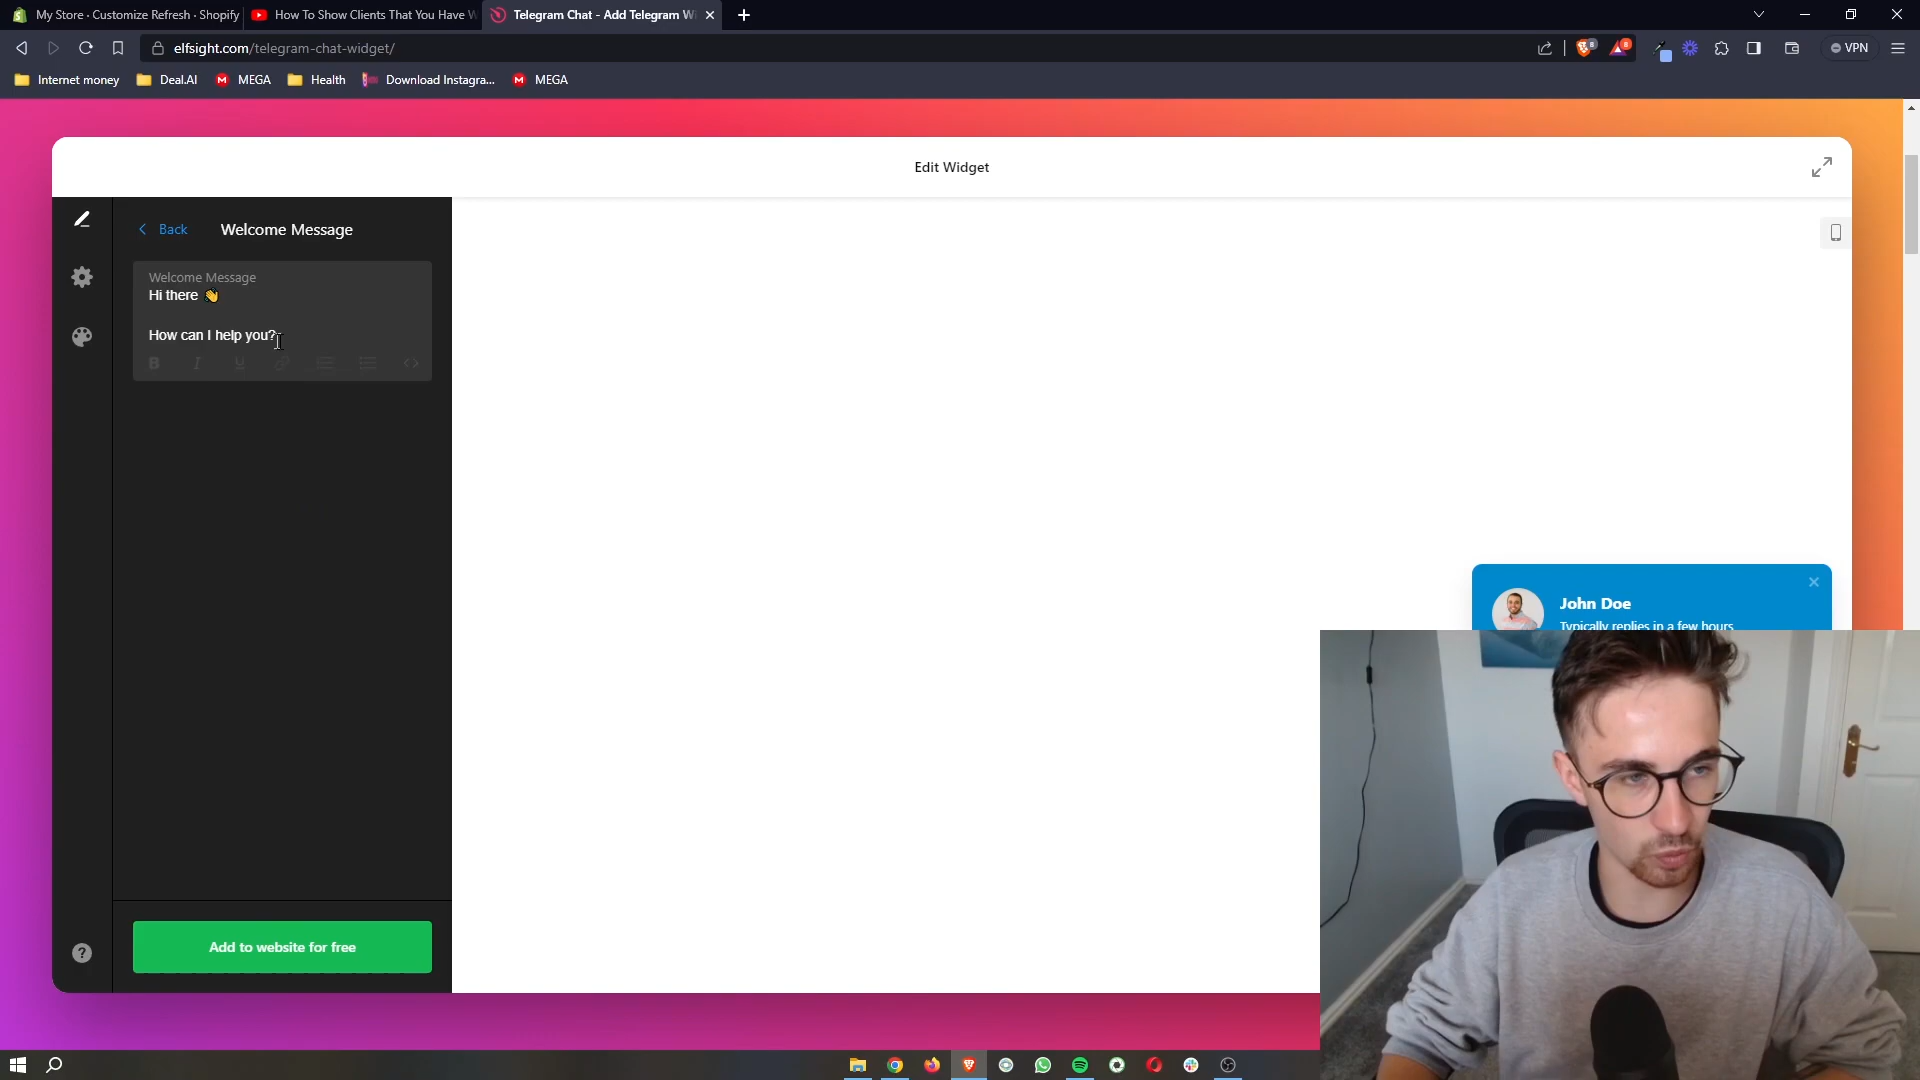 My Store · Customize Refresh · Shopify
How To Show Clients That You Have W
Telegram Chat - Add Telegram Wi
elfsight.com/telegram-chat-widget/
VPN
Internet money
Deal.AI
MEGA
Health
Download Instagra...
MEGA
Edit Widget
Back
Welcome Message
Welcome Message
Hi there 👋
How can I help you?
B I U
John Doe
Typically replies in a few hours
Add to website for free